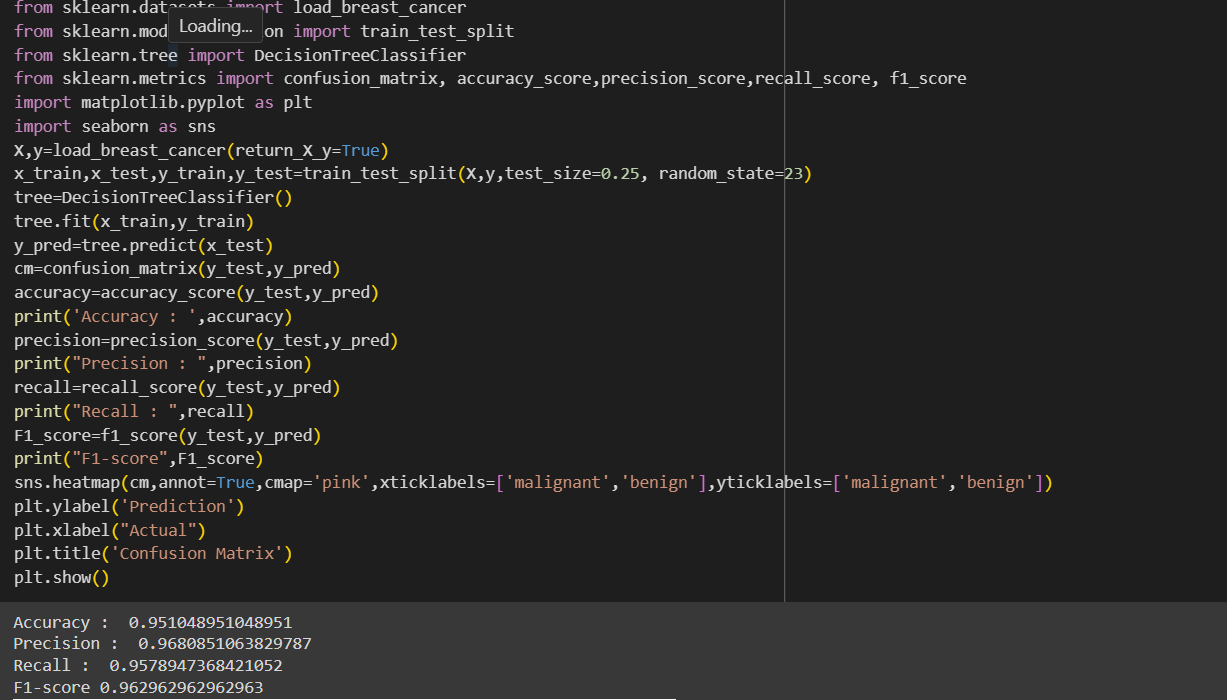 from sklearn.datasets import load_breast_cancer
Loading...
from sklearn.mod on import train_test_split
from sklearn.tree import DecisionTreeClassifier
from sklearn.metrics import confusion_matrix, accuracy_score,precision_score,recall_score, f1_score
import matplotlib.pyplot as plt
import seaborn as sns
X,y=load_breast_cancer(return_X_y=True)
x_train,x_test,y_train,y_test=train_test_split(X,y,test_size=0.25, random_state=23)
tree=DecisionTreeClassifier()
tree.fit(x_train,y_train)
y_pred=tree.predict(x_test)
cm=confusion_matrix(y_test,y_pred)
accuracy=accuracy_score(y_test,y_pred)
print('Accuracy : ',accuracy)
precision=precision_score(y_test,y_pred)
print("Precision : ",precision)
recall=recall_score(y_test,y_pred)
print("Recall : ",recall)
F1_score=f1_score(y_test,y_pred)
print("F1-score",F1_score)
sns.heatmap(cm,annot=True,cmap='pink',xticklabels=['malignant','benign'],yticklabels=['malignant','benign'])
plt.ylabel('Prediction')
plt.xlabel("Actual")
plt.title('Confusion Matrix')
plt.show()
Accuracy :  0.951048951048951
Precision :  0.9680851063829787
Recall :  0.9578947368421052
F1-score 0.962962962962963